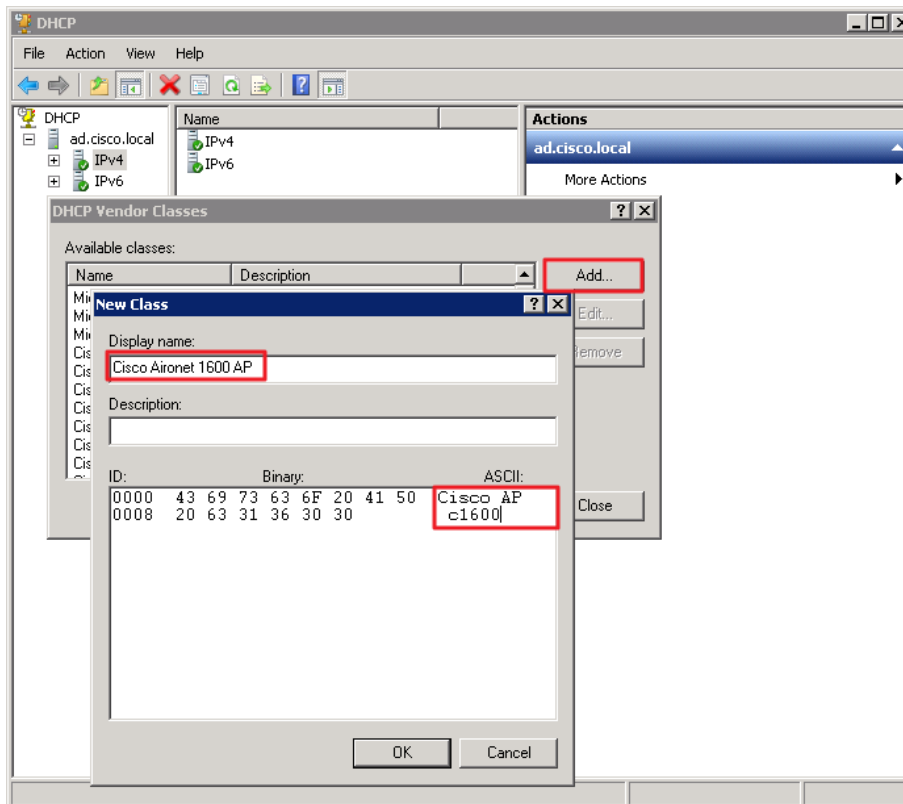 DHCP
File Action View Help
DHCP
ad.cisco.local
IPv4
IPv6
Name
IPv4
IPv6
Actions
ad.cisco.local
More Actions
DHCP Vendor Classes
Available classes:
Name Description
Add...
Edit...
Remove
Close
New Class
Display name:
Cisco Aironet 1600 AP
Description:
ID: Binary: ASCII:
0000 43 69 73 63 6F 20 41 50 Cisco AP
0008 20 63 31 36 30 30 c1600
OK Cancel